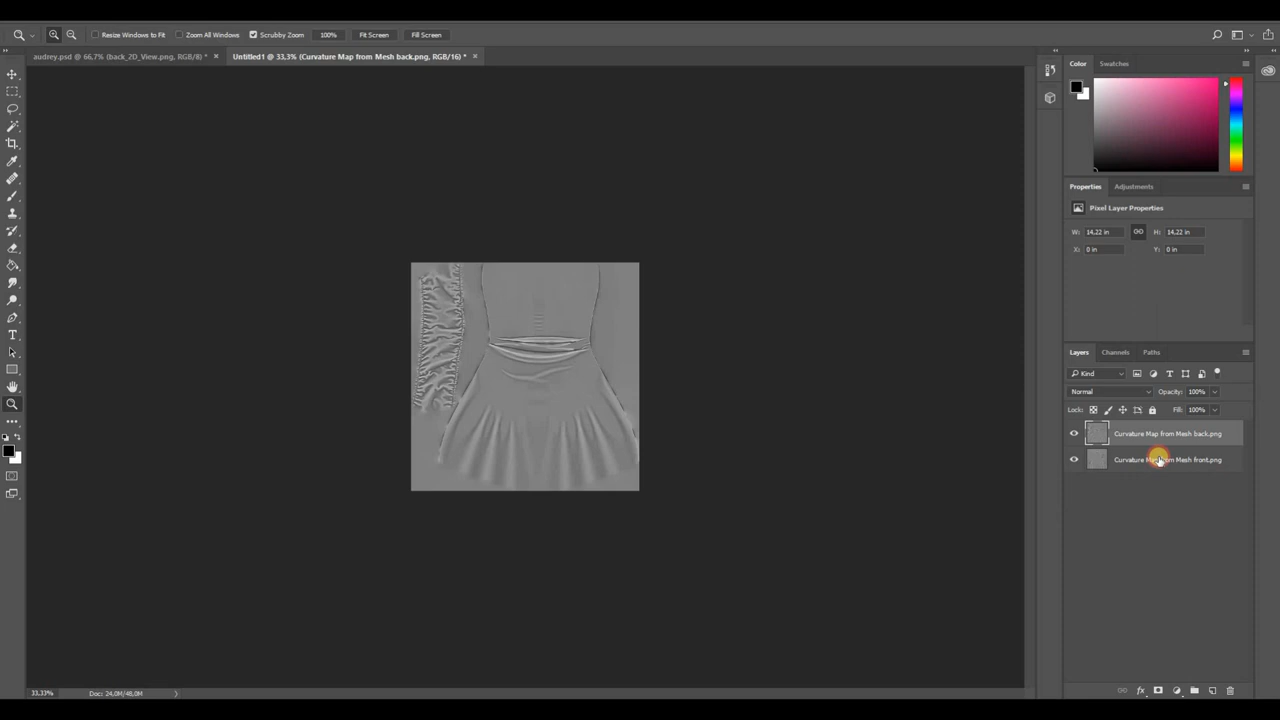 Resize Windows to Fit  Zoom All Windows  Scrubby Zoom  100%  Fit Screen  Fill Screen
audrey.psd @ 66,7% (back_2D_View.png, RGB/8) *  ×  Untitled1 @ 33,3% (Curvature Map from Mesh back.png, RGB/16) *  ×
Color  Swatches
Properties  Adjustments
Pixel Layer Properties
W: 14,22 in  H: 14,22 in
X: 0 in  Y: 0 in
Layers  Channels  Paths
Kind
Normal  Opacity: 100%
Lock:  Fill: 100%
Curvature Map from Mesh back.png
Curvature Map from Mesh front.png
fx
33,33%  Doc: 24,0M/48,0M